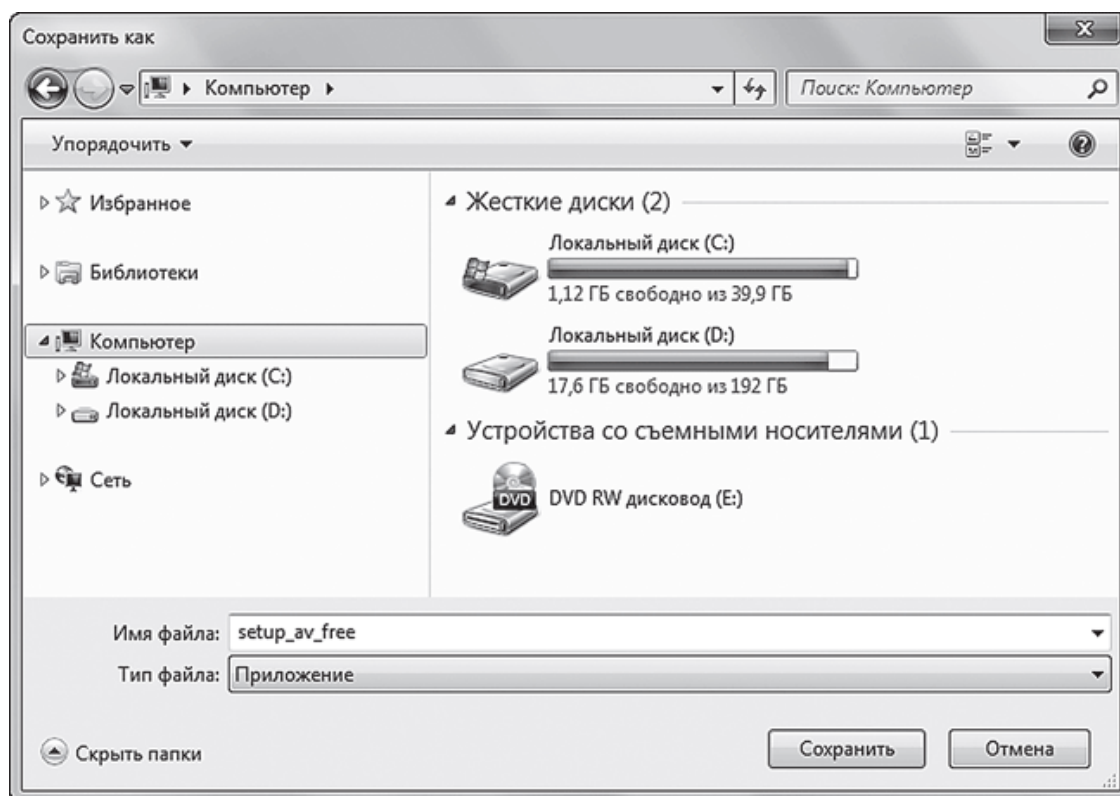 Сохранить как
Компьютер
Поиск: Компьютер
Упорядочить
Избранное
Библиотеки
Компьютер
Локальный диск (C:)
Локальный диск (D:)
Сеть
Жесткие диски (2)
Локальный диск (C:)
1,12 ГБ свободно из 39,9 ГБ
Локальный диск (D:)
17,6 ГБ свободно из 192 ГБ
Устройства со съемными носителями (1)
DVD
DVD RW дисковод (E:)
Имя файла: setup_av_free
Тип файла: Приложение
Скрыть папки
Сохранить
Отмена